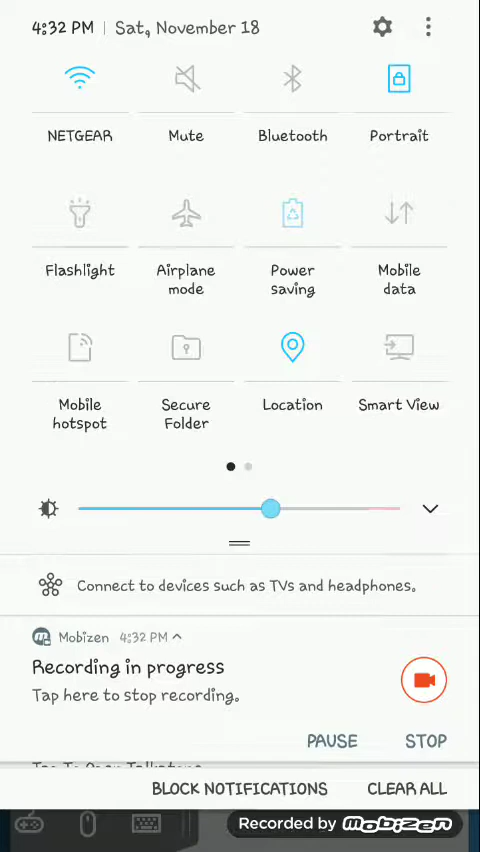 4:32 PM | Sat, November 18
NETGEAR Mute Bluetooth Portrait
Flashlight Airplane mode Power saving Mobile data
Mobile hotspot Secure Folder Location Smart View
Connect to devices such as TVs and headphones.
Mobizen 4:32 PM
Recording in progress
Tap here to stop recording.
PAUSE STOP
BLOCK NOTIFICATIONS CLEAR ALL
Recorded by mobizen